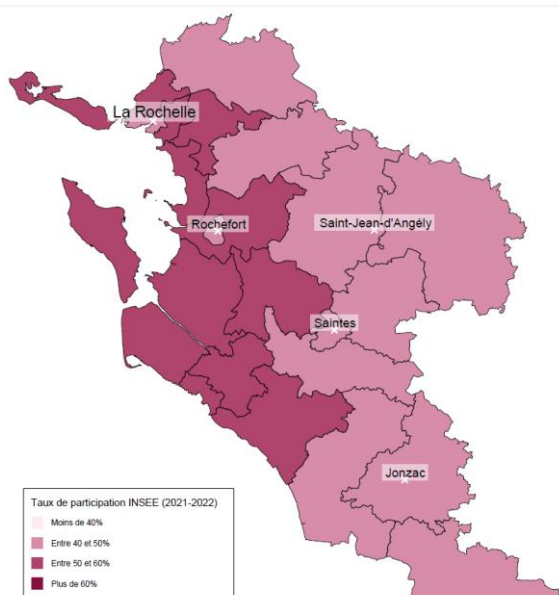 La Rochelle
Rochefort
Saint-Jean-d'Angély
Saintes
Jonzac
Taux de participation INSEE (2021-2022)
Moins de 40%
Entre 40 et 50%
Entre 50 et 60%
Plus de 60%